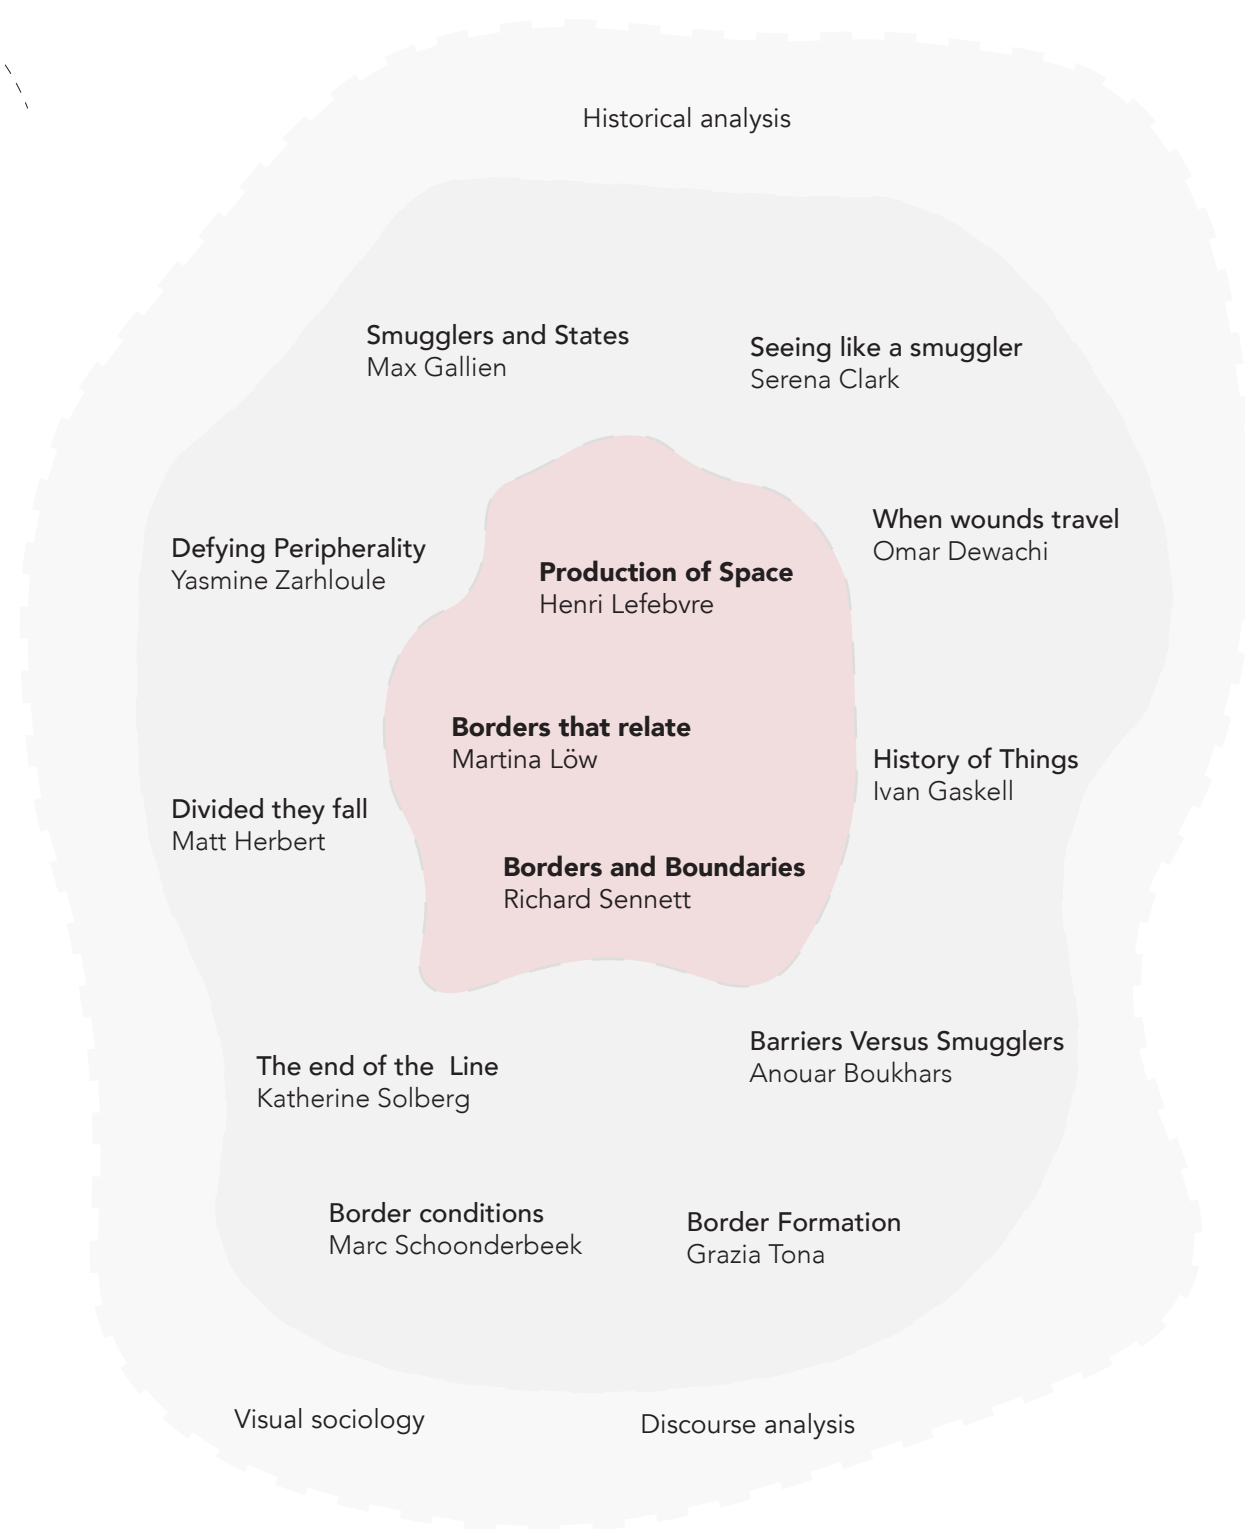 Historical analysis
Smugglers and States
Max Gallien
Seeing like a smuggler
Serena Clark
When wounds travel
Omar Dewachi
Defying Peripherality
Yasmine Zarhloule
Production of Space
Henri Lefebvre
Borders that relate
Martina Löw
History of Things
Ivan Gaskell
Divided they fall
Matt Herbert
Borders and Boundaries
Richard Sennett
The end of the  Line
Katherine Solberg
Barriers Versus Smugglers
Anouar Boukhars
Border conditions
Marc Schoonderbeek
Border Formation
Grazia Tona
Visual sociology
Discourse analysis